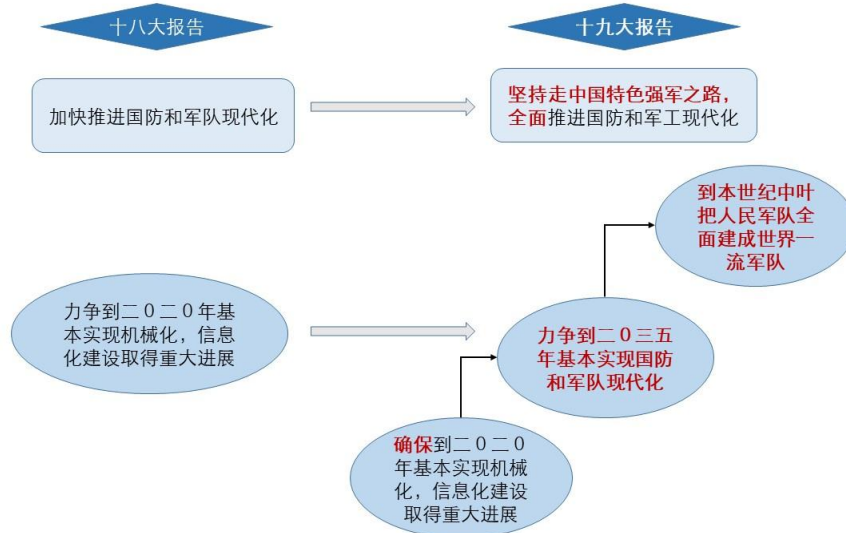 十八大报告
十九大报告
加快推进国防和军队现代化
坚持走中国特色强军之路，
全面推进国防和军工现代化
到本世纪中叶
把人民军队全
面建成世界一
流军队
力争到二０二０年基
本实现机械化，信息
化建设取得重大进展
力争到二０三五
年基本实现国防
和军队现代化
确保到二０二０
年基本实现机械
化，信息化建设
取得重大进展